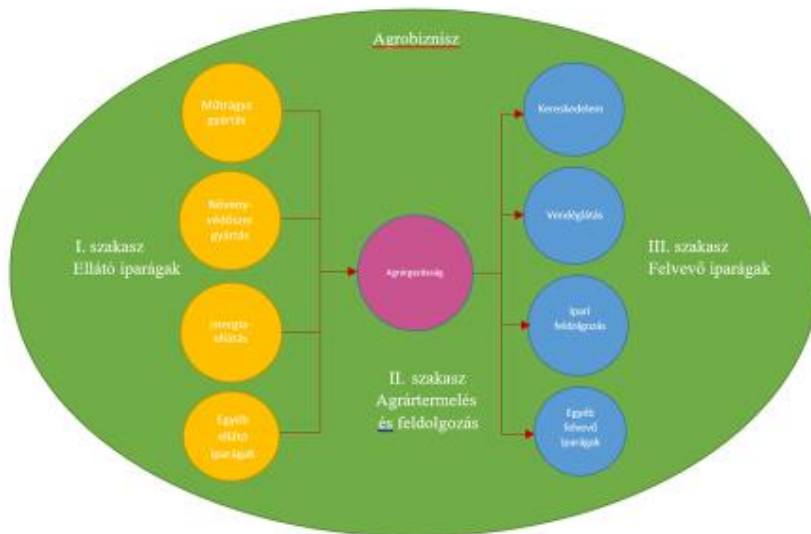 Agrobiznisz
Műtrágya
gyártás
Növény-
védőszer
gyártás
I. szakasz
Ellátó iparágak
Energia-
ellátás
Egyéb
ellátó
iparágak
Agrárgazdaság
II. szakasz
Agrártermelés
és feldolgozás
Kereskedelem
Vendéglátás
III. szakasz
Felvevő iparágak
Ipari
feldolgozás
Egyéb
felvevő
iparágak